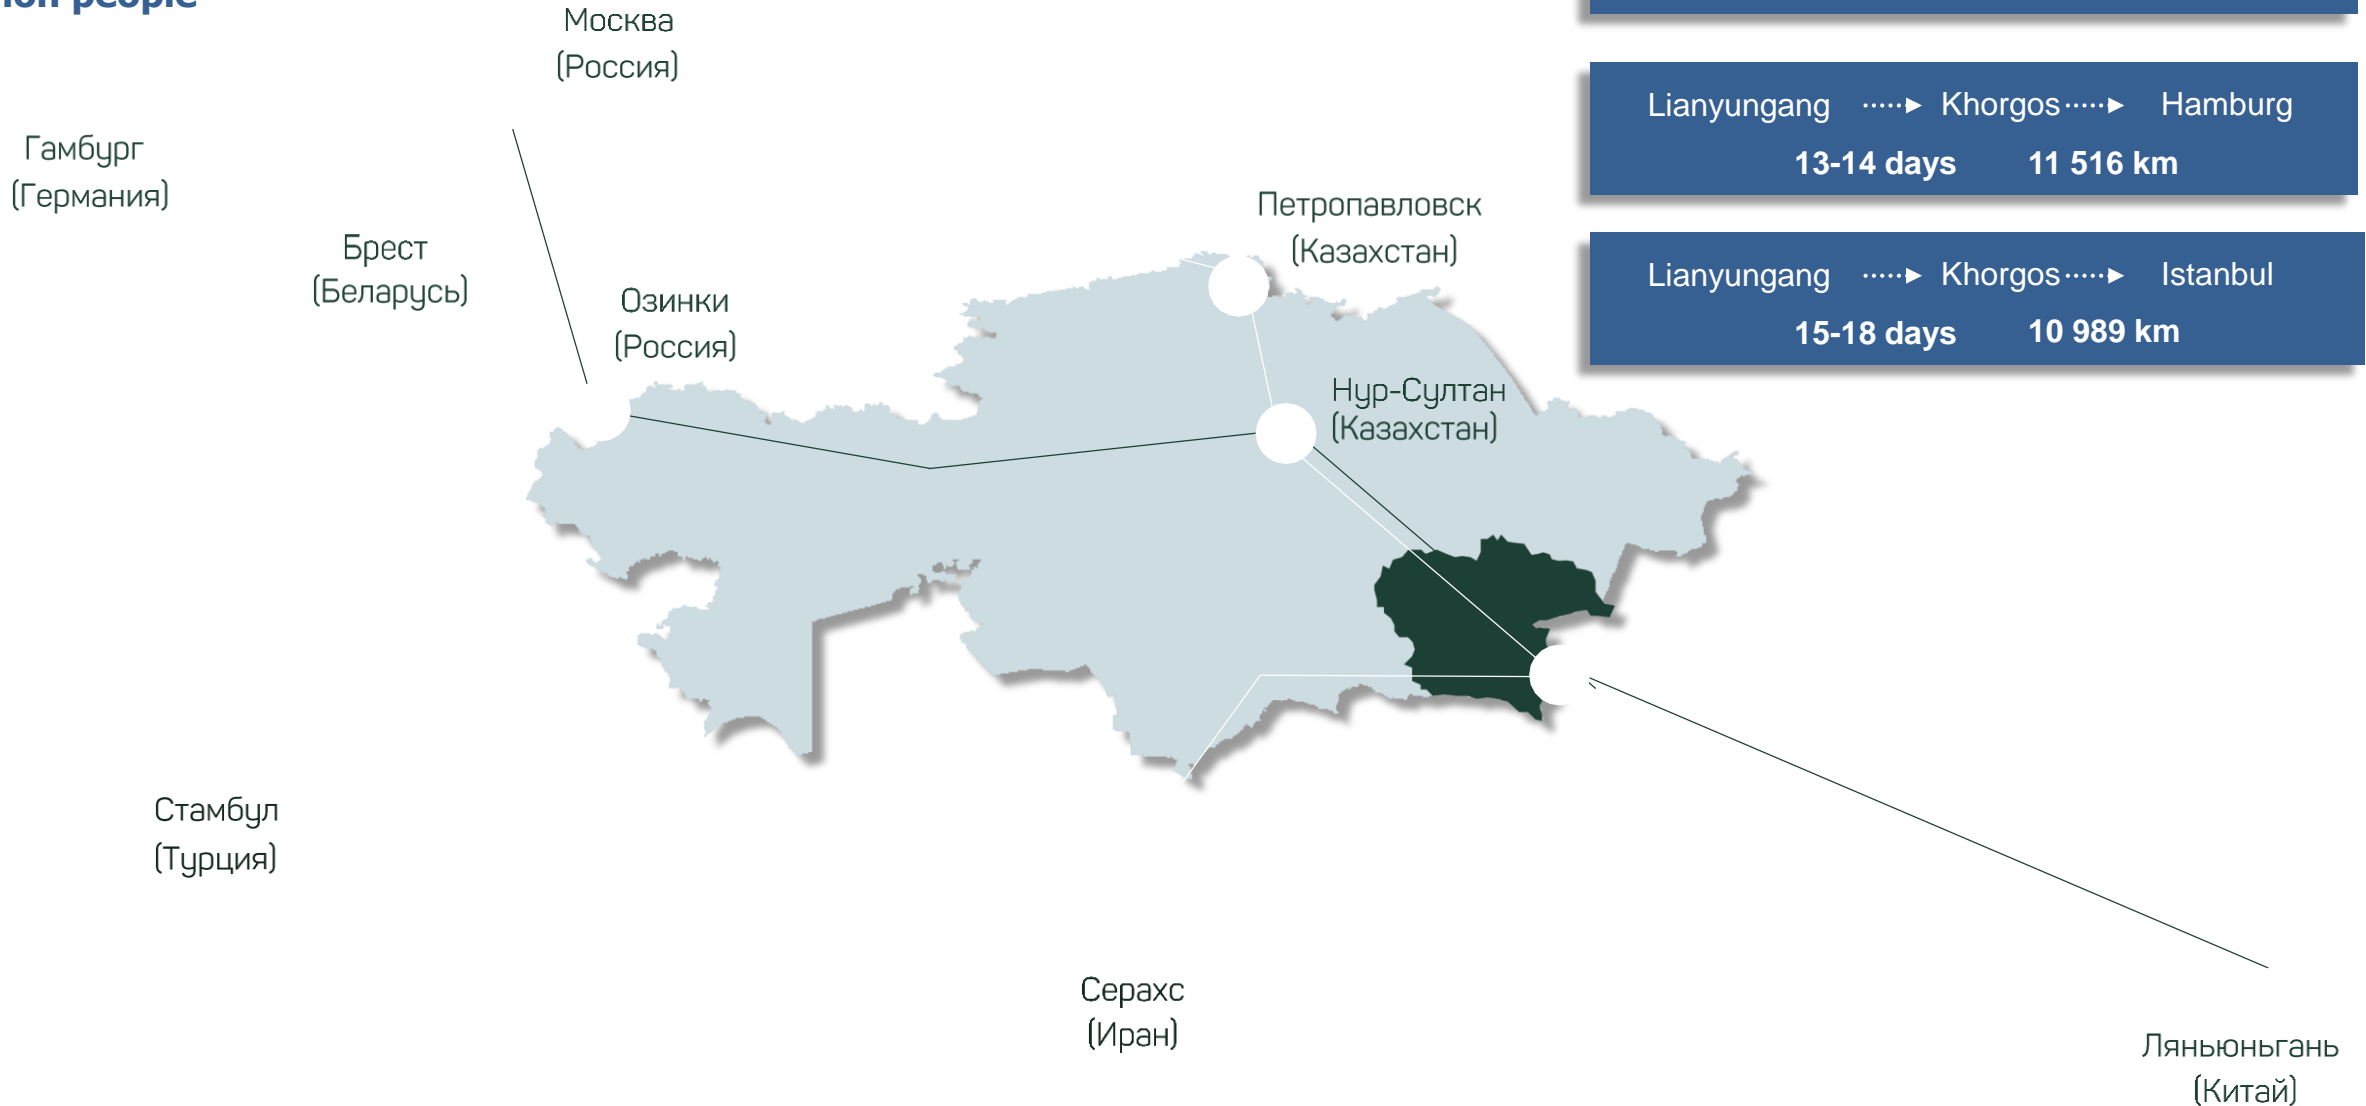 people
Москва
(Россия)
Гамбург
(Германия)
Брест
(Беларусь)
Озинки
(Россия)
Петропавловск
(Казахстан)
Нур-Султан
(Казахстан)
Lianyungang Khorgos Hamburg
13-14 days 11 516 km
Lianyungang Khorgos Istanbul
15-18 days 10 989 km
Стамбул
(Турция)
Серахс
(Иран)
Ляньюньгань
(Китай)